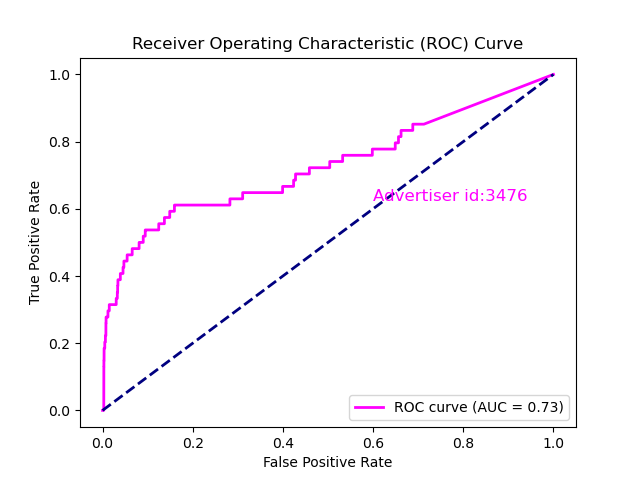 Receiver Operating Characteristic (ROC) Curve
True Positive Rate
1.0
0.8
0.6
0.4
0.2
0.0
Advertiser id:3476
ROC curve (AUC = 0.73)
0.0 0.2 0.4 0.6 0.8 1.0
False Positive Rate